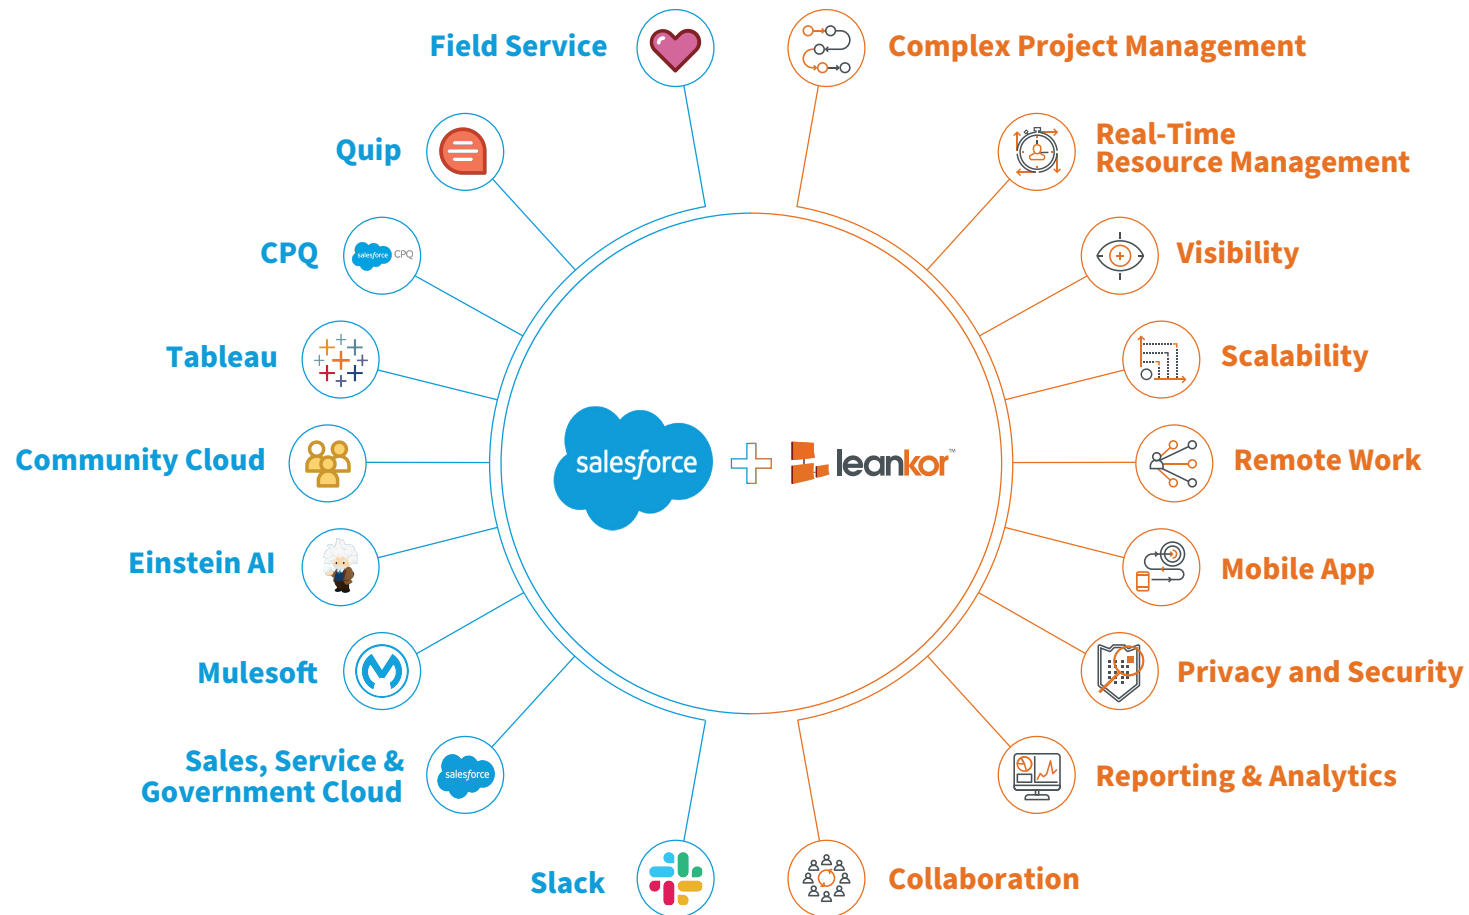 Field Service
Complex Project Management
Quip
Real-Time
Resource Management
CPQ
salesforce CPQ
Visibility
Tableau
Scalability
Community Cloud
salesforce
leankor™
Remote Work
Einstein AI
Mobile App
Mulesoft
Privacy and Security
Sales, Service &
Government Cloud
salesforce
Reporting & Analytics
Slack
Collaboration